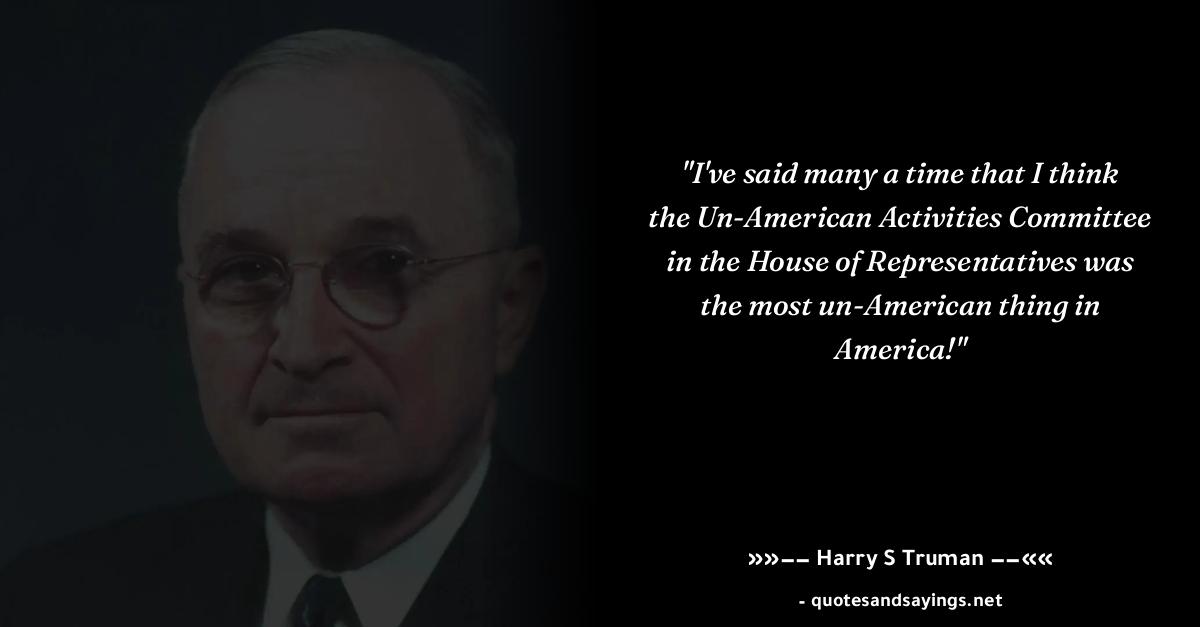 "I've said many a time that I think
the Un-American Activities Committee
in the House of Representatives was
the most un-American thing in
America!"
»»−− Harry S Truman −−««
- quotesandsayings.net